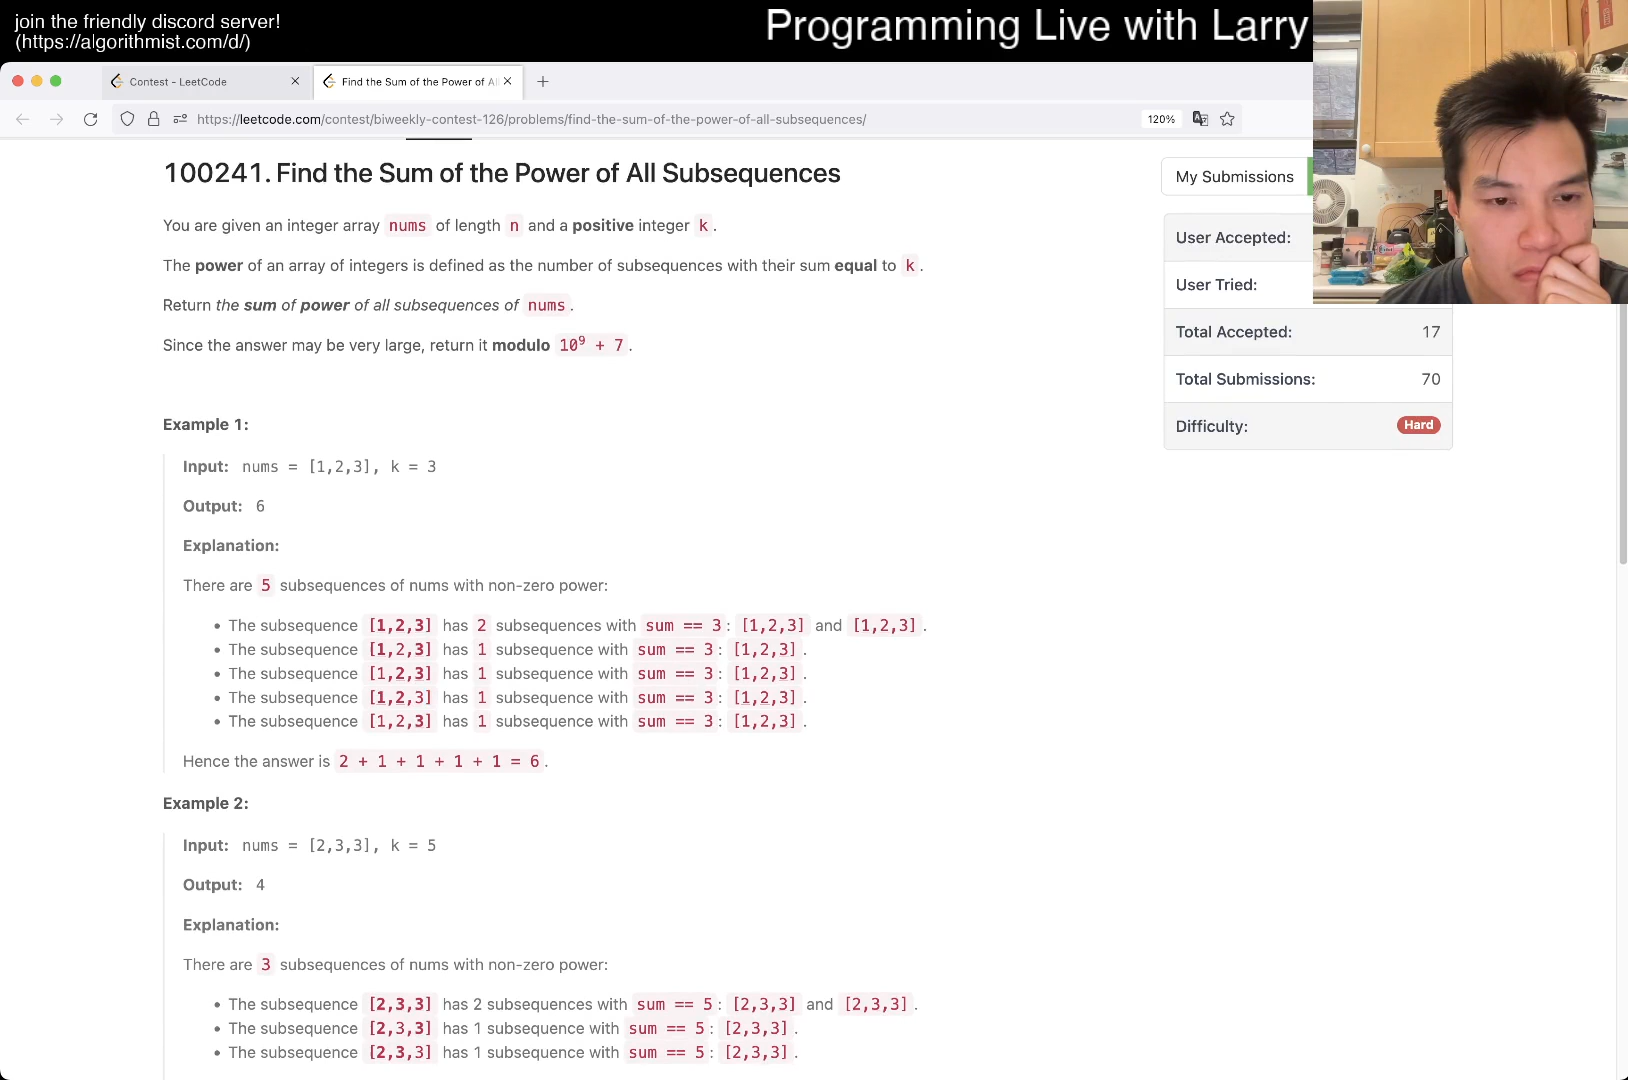 join the friendly discord server!
(https://algorithmist.com/d/)
Programming Live with Larry
Contest - LeetCode
Find the Sum of the Power of Al
https://leetcode.com/contest/biweekly-contest-126/problems/find-the-sum-of-the-power-of-all-subsequences/
120%
100241. Find the Sum of the Power of All Subsequences
You are given an integer array nums of length n and a positive integer k.
The power of an array of integers is defined as the number of subsequences with their sum equal to k.
Return the sum of power of all subsequences of nums.
Since the answer may be very large, return it modulo 10⁹ + 7.
My Submissions
User Accepted:
User Tried:
Total Accepted: 17
Total Submissions: 70
Difficulty: Hard
Example 1:
Input: nums = [1,2,3], k = 3
Output: 6
Explanation:
There are 5 subsequences of nums with non-zero power:
• The subsequence [1,2,3] has 2 subsequences with sum == 3: [1,2,3] and [1,2,3].
• The subsequence [1,2,3] has 1 subsequence with sum == 3: [1,2,3].
• The subsequence [1,2,3] has 1 subsequence with sum == 3: [1,2,3].
• The subsequence [1,2,3] has 1 subsequence with sum == 3: [1,2,3].
• The subsequence [1,2,3] has 1 subsequence with sum == 3: [1,2,3].
Hence the answer is 2 + 1 + 1 + 1 + 1 = 6.
Example 2:
Input: nums = [2,3,3], k = 5
Output: 4
Explanation:
There are 3 subsequences of nums with non-zero power:
• The subsequence [2,3,3] has 2 subsequences with sum == 5: [2,3,3] and [2,3,3].
• The subsequence [2,3,3] has 1 subsequence with sum == 5: [2,3,3].
• The subsequence [2,3,3] has 1 subsequence with sum == 5: [2,3,3].